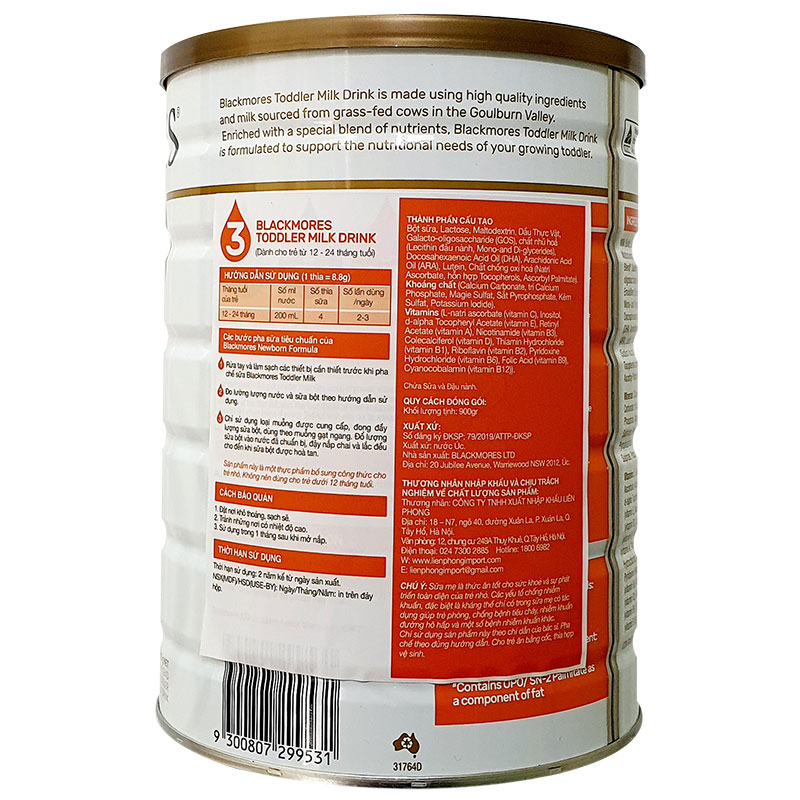 S®
Blackmores Toddler Milk Drink is made using high quality ingredients
and milk sourced from grass-fed cows in the Goulburn Valley.
Enriched with a special blend of nutrients, Blackmores Toddler Milk Drink
is formulated to support the nutritional needs of your growing toddler.
3
BLACKMORES
TODDLER MILK DRINK
(Dành cho trẻ từ 12 - 24 tháng tuổi)
HƯỚNG DẪN SỬ DỤNG (1 thìa = 8.8g)
Tháng tuổi của trẻ Số ml nước Số thìa sữa Số lần dùng /ngày
12 - 24 tháng 200 mL 4 2-3
Các bước pha sữa tiêu chuẩn của
Blackmores Newborn Formula
1 Rửa tay và làm sạch các thiết bị cần thiết trước khi pha
chế sữa Blackmores Toddler Milk
2 Đo lường lượng nước và sữa bột theo hướng dẫn sử
dụng.
3 Chỉ sử dụng loại muỗng được cung cấp, đong đầy
lượng sữa bột, dùng theo muỗng gạt ngang. Đổ lượng
sữa bột vào nước đã chuẩn bị, đậy nắp chai và lắc đều
cho đến khi sữa bột được hoà tan.
Sản phẩm này là một thực phẩm bổ sung công thức cho
trẻ nhỏ. Không nên dùng cho trẻ dưới 12 tháng tuổi.
CÁCH BẢO QUẢN
1. Đặt nơi khô thoáng, sạch sẽ.
2. Tránh những nơi có nhiệt độ cao.
3. Sử dụng trong 1 tháng sau khi mở nắp.
THỜI HẠN SỬ DỤNG
Thời hạn sử dụng: 2 năm kể từ ngày sản xuất.
NSX(MDF)/HSD(USE-BY): Ngày/Tháng/Năm: in trên đáy
hộp.
THÀNH PHẦN CẤU TẠO
Bột sữa, Lactose, Maltodextrin, Dầu Thực Vật,
Galacto-oligosaccharide (GOS), chất nhũ hoá
(Lecithin đậu nành, Mono-and Di-glycerides),
Docosahexaenoic Acid Oil (DHA), Arachidonic Acid
Oil (ARA), Lutein, Chất chống oxi hoá (Natri
Ascorbate, hỗn hợp Tocopherols, Ascorbyl Palmitate).
Khoáng chất (Calcium Carbonate, tri Calcium
Phosphate, Magie Sulfat, Sắt Pyrophosphate, Kẽm
Sulfat, Potassium Iodide).
Vitamins (L-natri ascorbate (vitamin C), Inositol,
d-alpha Tocopheryl Acetate (vitamin E), Retinyl
Acetate (vitamin A), Nicotinamide (vitamin B3),
Colecalciferol (vitamin D), Thiamin Hydrochloride
(vitamin B1), Riboflavin (vitamin B2), Pyridoxine
Hydrochloride (vitamin B6), Folic Acid (vitamin B9),
Cyanocobalamin (vitamin B12)).
Chứa Sữa và Đậu nành.
QUY CÁCH ĐÓNG GÓI:
Khối lượng tịnh: 900gr
XUẤT XỨ:
Số đăng ký ĐKSP: 79/2019/ATTP-ĐKSP
Xuất xứ: nước Úc.
Nhà sản xuất: BLACKMORES LTD
Địa chỉ: 20 Jubilee Avenue, Warriewood NSW 2012, Úc.
THƯƠNG NHÂN NHẬP KHẨU VÀ CHỊU TRÁCH
NGHIỆM VỀ CHẤT LƯỢNG SẢN PHẨM:
Thương nhân: CÔNG TY TNHH XUẤT NHẬP KHẨU LIÊN
PHONG
Địa chỉ: 18 – N7, ngõ 40, đường Xuân La, P. Xuân La, Q.
Tây Hồ, Hà Nội.
Văn phòng: 12, chung cư 249A Thụy Khuê, Q.Tây Hồ, Hà Nội.
Điện thoại: 024 7300 2885 Hotline: 1800 6982
W: www.lienphongimport.com
E: lienphongimport@gmail.com
CHÚ Ý: Sữa mẹ là thức ăn tốt cho sức khoẻ và sự phát
triển toàn diện của trẻ nhỏ. Các yếu tố chống nhiễm
khuẩn, đặc biệt là kháng thể chỉ có trong sữa mẹ có tác
dụng giúp trẻ phòng, chống bệnh tiêu chảy, nhiễm khuẩn
đường hô hấp và một số bệnh nhiễm khuẩn khác.
Chỉ sử dụng sản phẩm này theo chỉ dẫn của bác sĩ. Pha
chế theo đúng hướng dẫn. Cho trẻ ăn bằng cốc, thìa hợp
vệ sinh.
*Contains OPO/ SN-2 Palmitate as
a component of fat
9 300807 299531
31764D